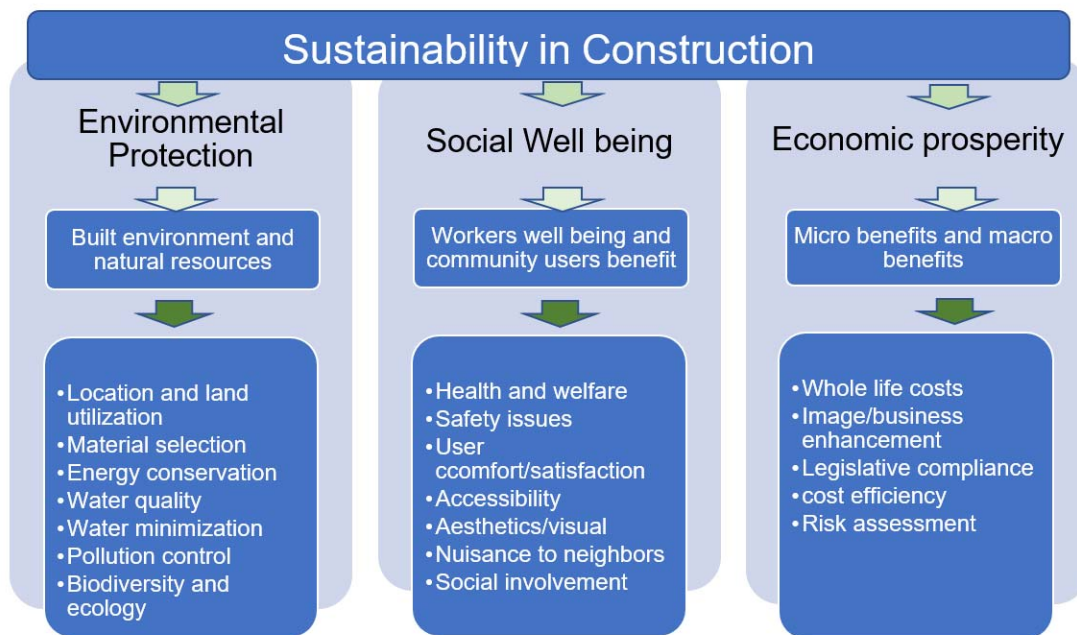 Sustainability in Construction
Environmental
Protection
Built environment and
natural resources
•Location and land
utilization
•Material selection
•Energy conservation
•Water quality
•Water minimization
•Pollution control
•Biodiversity and
ecology
Social Well being
Workers well being and
community users benefit
•Health and welfare
•Safety issues
•User
ccomfort/satisfaction
•Accessibility
•Aesthetics/visual
•Nuisance to neighbors
•Social involvement
Economic prosperity
Micro benefits and macro
benefits
•Whole life costs
•Image/business
enhancement
•Legislative compliance
•cost efficiency
•Risk assessment